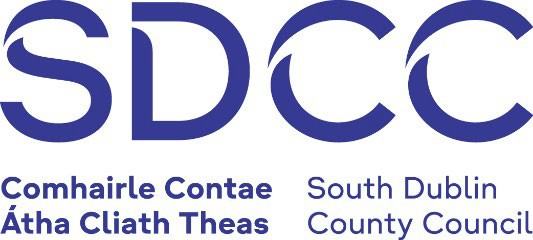 SDCC
Comhairle Contae
Átha Cliath Theas
South Dublin
County Council